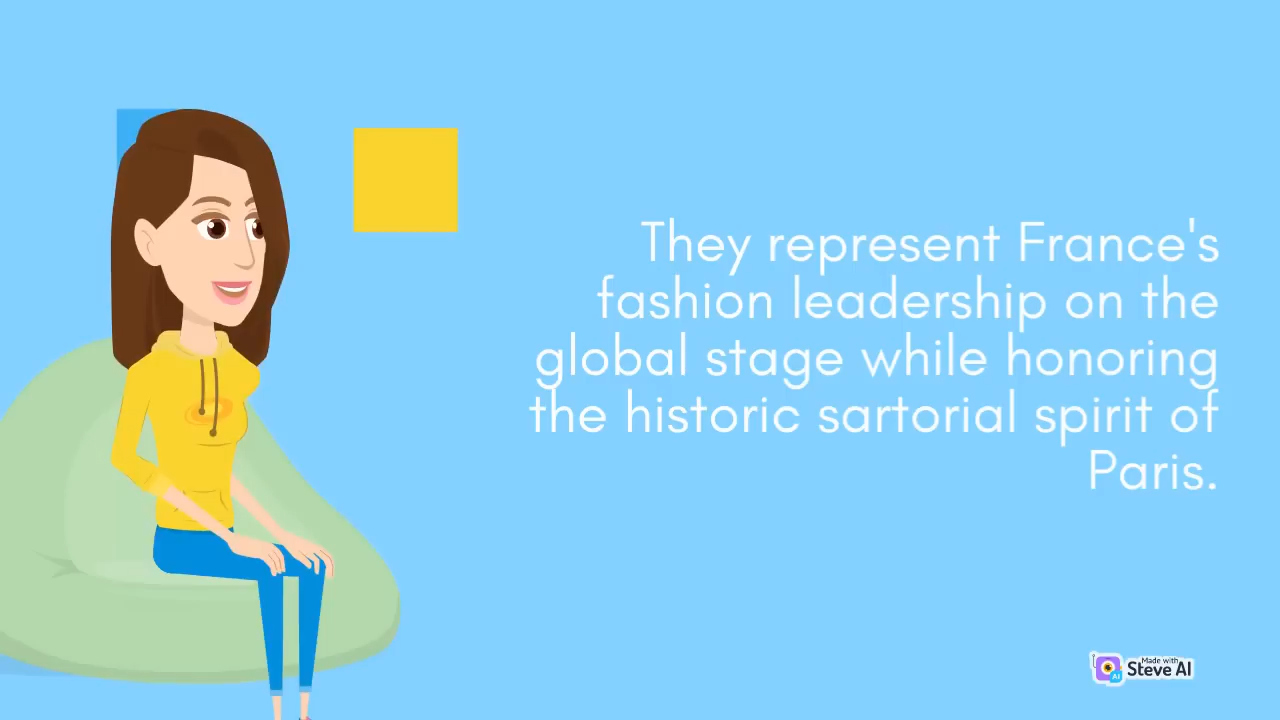 They represent France's
fashion leadership on the
global stage while honoring
the historic sartorial spirit of
Paris.
Made with
Steve AI
AI